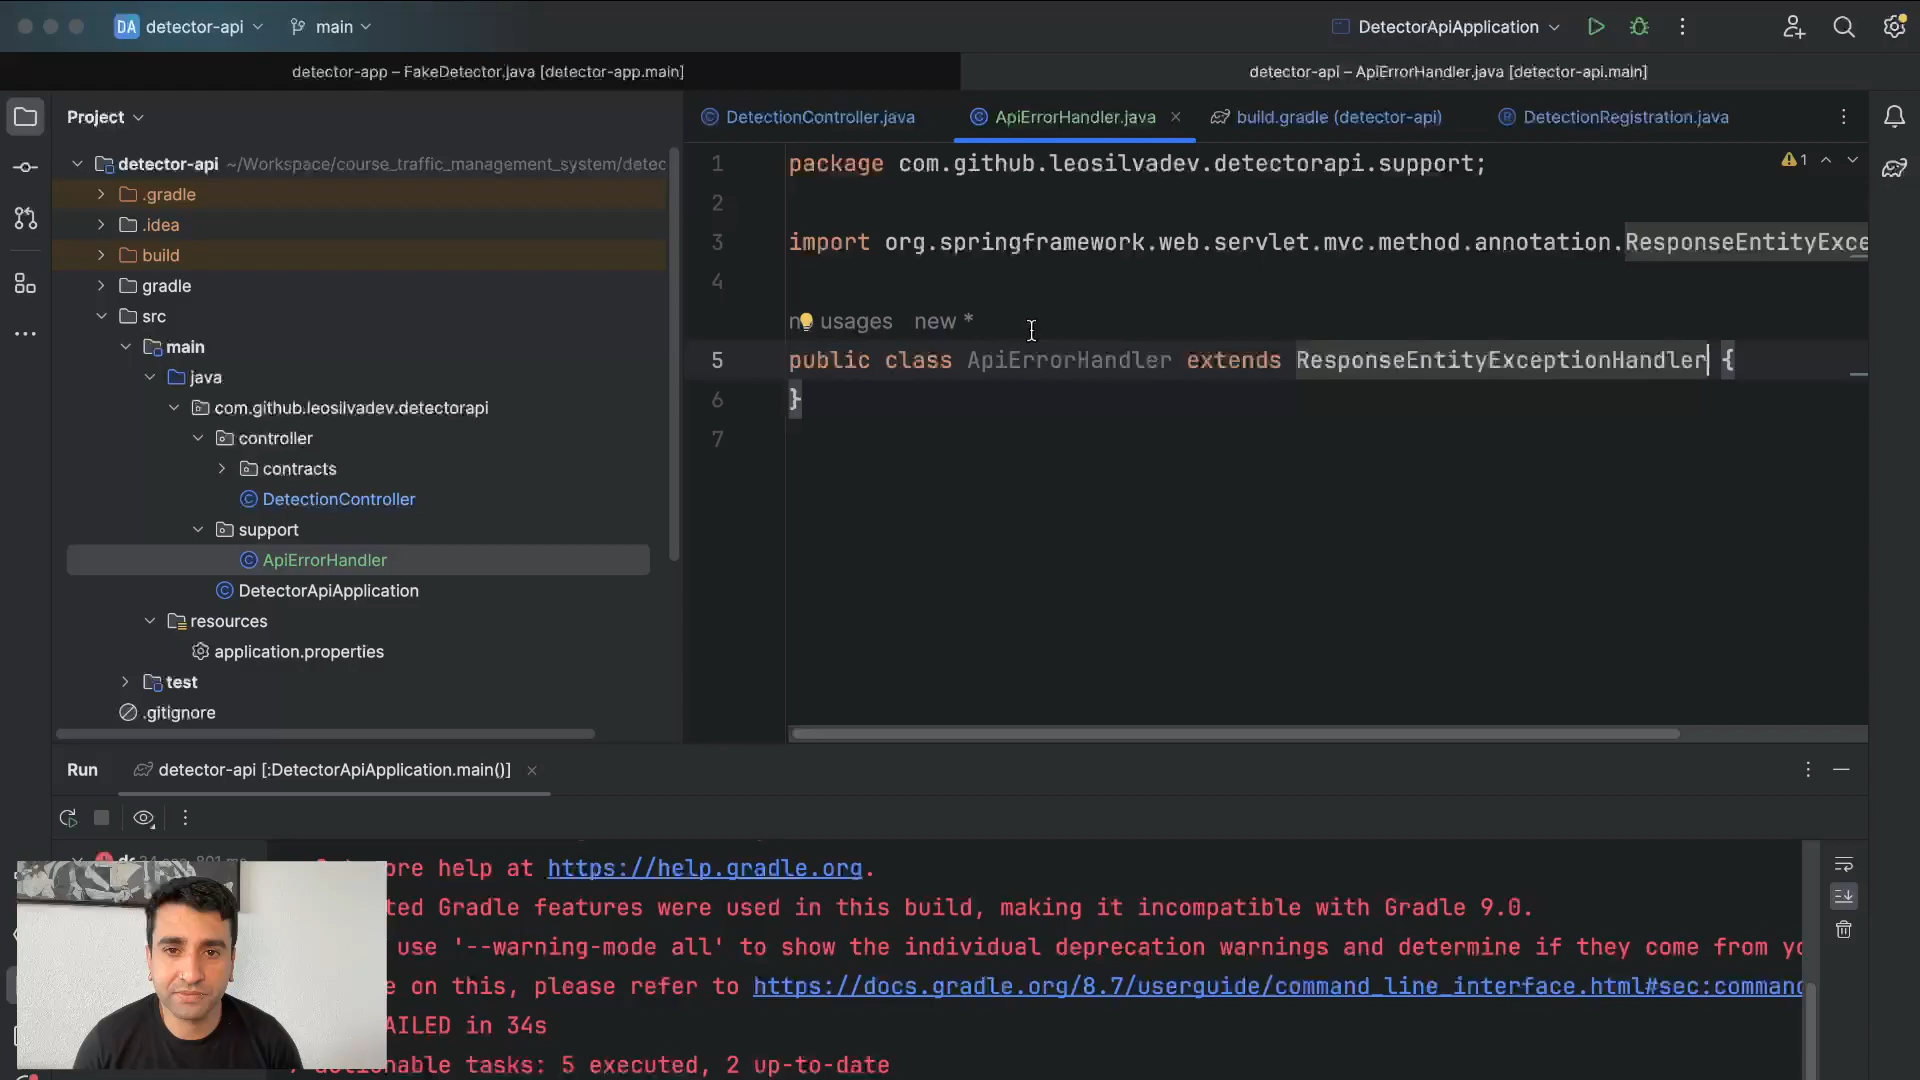 DA detector-api main DetectorApiApplication
detector-app – FakeDetector.java [detector-app.main] detector-api – ApiErrorHandler.java [detector-api.main]
Project
DetectionController.java ApiErrorHandler.java build.gradle (detector-api) DetectionRegistration.java
detector-api ~/Workspace/course_traffic_management_system/detec
.gradle
.idea
build
gradle
src
main
java
com.github.leosilvadev.detectorapi
controller
contracts
DetectionController
support
ApiErrorHandler
DetectorApiApplication
resources
application.properties
test
.gitignore
1 package com.github.leosilvadev.detectorapi.support;
1
2
3 import org.springframework.web.servlet.mvc.method.annotation.ResponseEntityExce
4
usages new *
5 public class ApiErrorHandler extends ResponseEntityExceptionHandler {
6 }
7
Run detector-api [:DetectorApiApplication.main()]
ore help at https://help.gradle.org.
ted Gradle features were used in this build, making it incompatible with Gradle 9.0.
use '--warning-mode all' to show the individual deprecation warnings and determine if they come from yo
e on this, please refer to https://docs.gradle.org/8.7/userguide/command_line_interface.html#sec:command
AILED in 34s
onable tasks: 5 executed, 2 up-to-date